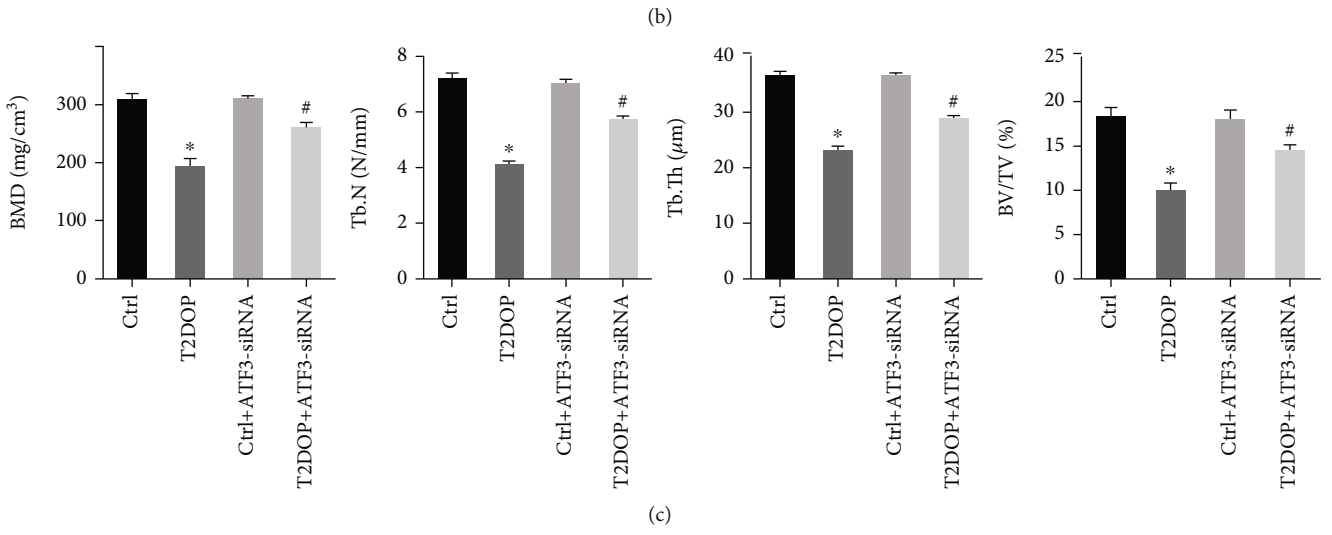 (b)
BMD (mg/cm³)
300
200
100
0
*
#
Ctrl
T2DOP
Ctrl+ATF3-siRNA
T2DOP+ATF3-siRNA
Tb.N (N/mm)
8
6
4
2
0
*
#
Ctrl
T2DOP
Ctrl+ATF3-siRNA
T2DOP+ATF3-siRNA
Tb.Th (μm)
40
30
20
10
0
*
#
Ctrl
T2DOP
Ctrl+ATF3-siRNA
T2DOP+ATF3-siRNA
BV/TV (%)
25
20
15
10
5
0
*
#
Ctrl
T2DOP
Ctrl+ATF3-siRNA
T2DOP+ATF3-siRNA
(c)